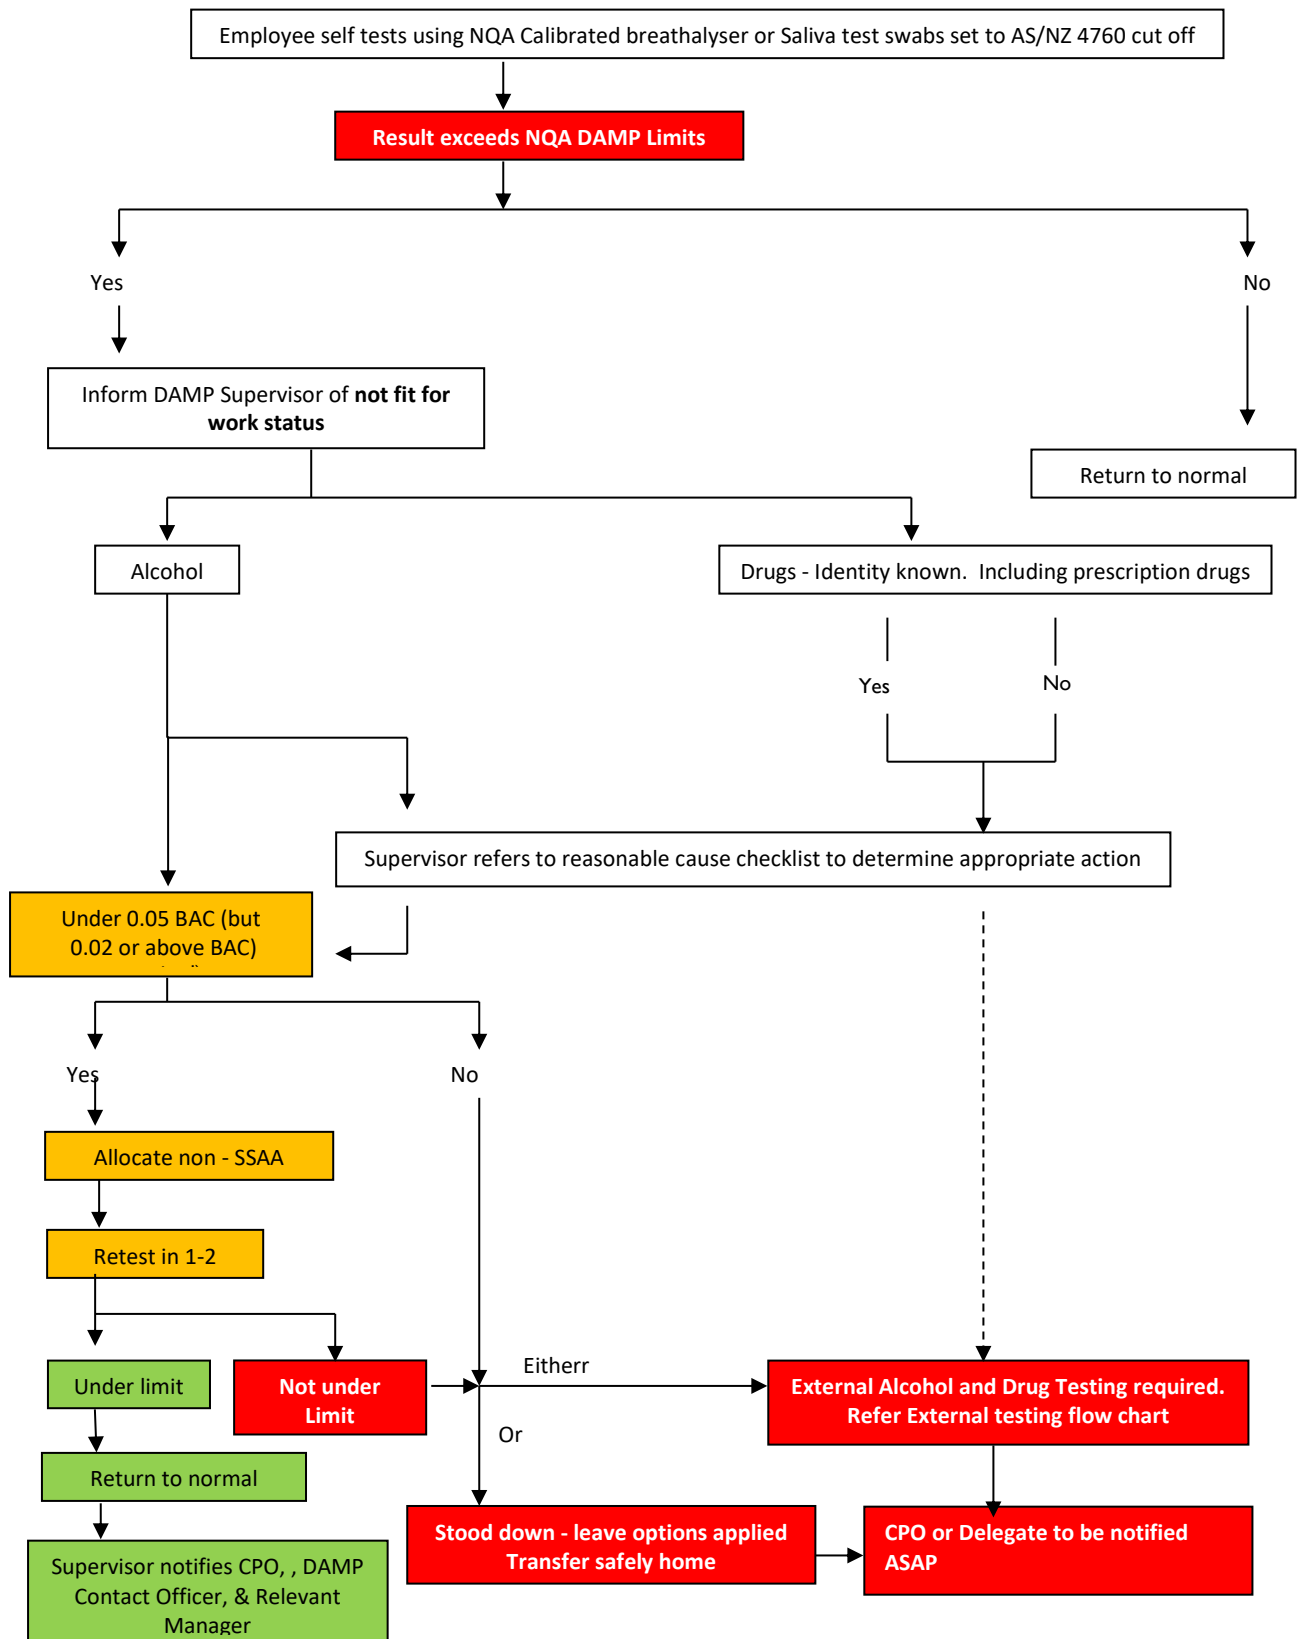 Employee self tests using NQA Calibrated breathalyser or Saliva test swabs set to AS/NZ 4760 cut off
Result exceeds NQA DAMP Limits
Yes
No
Inform DAMP Supervisor of not fit for
work status
Return to normal
Alcohol
Drugs - Identity known.  Including prescription drugs
Yes
No
Supervisor refers to reasonable cause checklist to determine appropriate action
Under 0.05 BAC (but
0.02 or above BAC)
Yes
No
Allocate non - SSAA
Retest in 1-2
Under limit
Not under
Limit
Eitherr
External Alcohol and Drug Testing required.
Refer External testing flow chart
Or
Return to normal
Stood down - leave options applied
Transfer safely home
CPO or Delegate to be notified
ASAP
Supervisor notifies CPO, , DAMP
Contact Officer, & Relevant
Manager